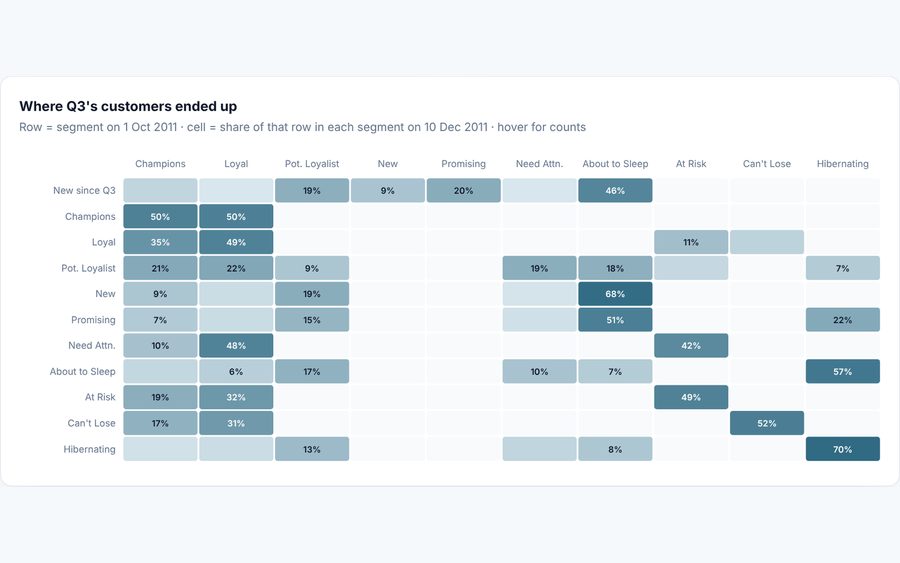 Where Q3's customers ended up
Row = segment on 1 Oct 2011 · cell = share of that row in each segment on 10 Dec 2011 · hover for counts
Champions Loyal Pot. Loyalist New Promising Need Attn. About to Sleep At Risk Can't Lose Hibernating
New since Q3 19% 9% 20% 46%
Champions 50% 50%
Loyal 35% 49% 11%
Pot. Loyalist 21% 22% 9% 19% 18% 7%
New 9% 19% 68%
Promising 7% 15% 51% 22%
Need Attn. 10% 48% 42%
About to Sleep 6% 17% 10% 7% 57%
At Risk 19% 32% 49%
Can't Lose 17% 31% 52%
Hibernating 13% 8% 70%